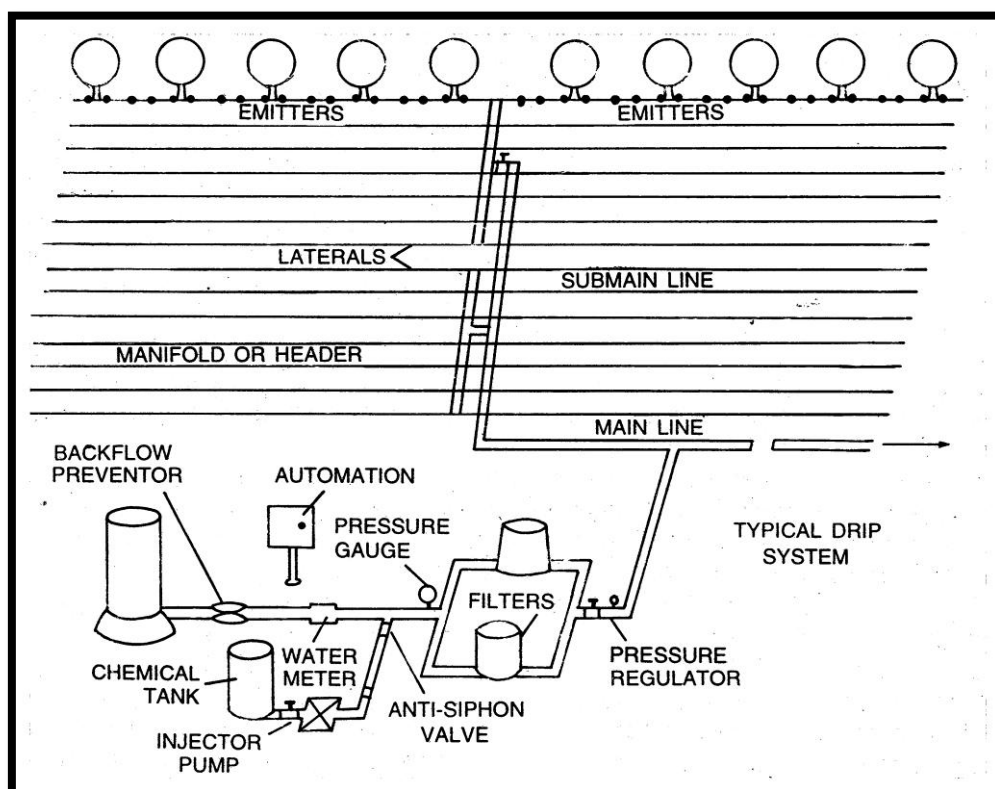 EMITTERS
EMITTERS
LATERALS
SUBMAIN LINE
MANIFOLD OR HEADER
MAIN LINE
BACKFLOW
PREVENTOR
AUTOMATION
PRESSURE
GAUGE
TYPICAL DRIP
SYSTEM
FILTERS
CHEMICAL
TANK
WATER
METER
PRESSURE
REGULATOR
ANTI-SIPHON
VALVE
INJECTOR
PUMP